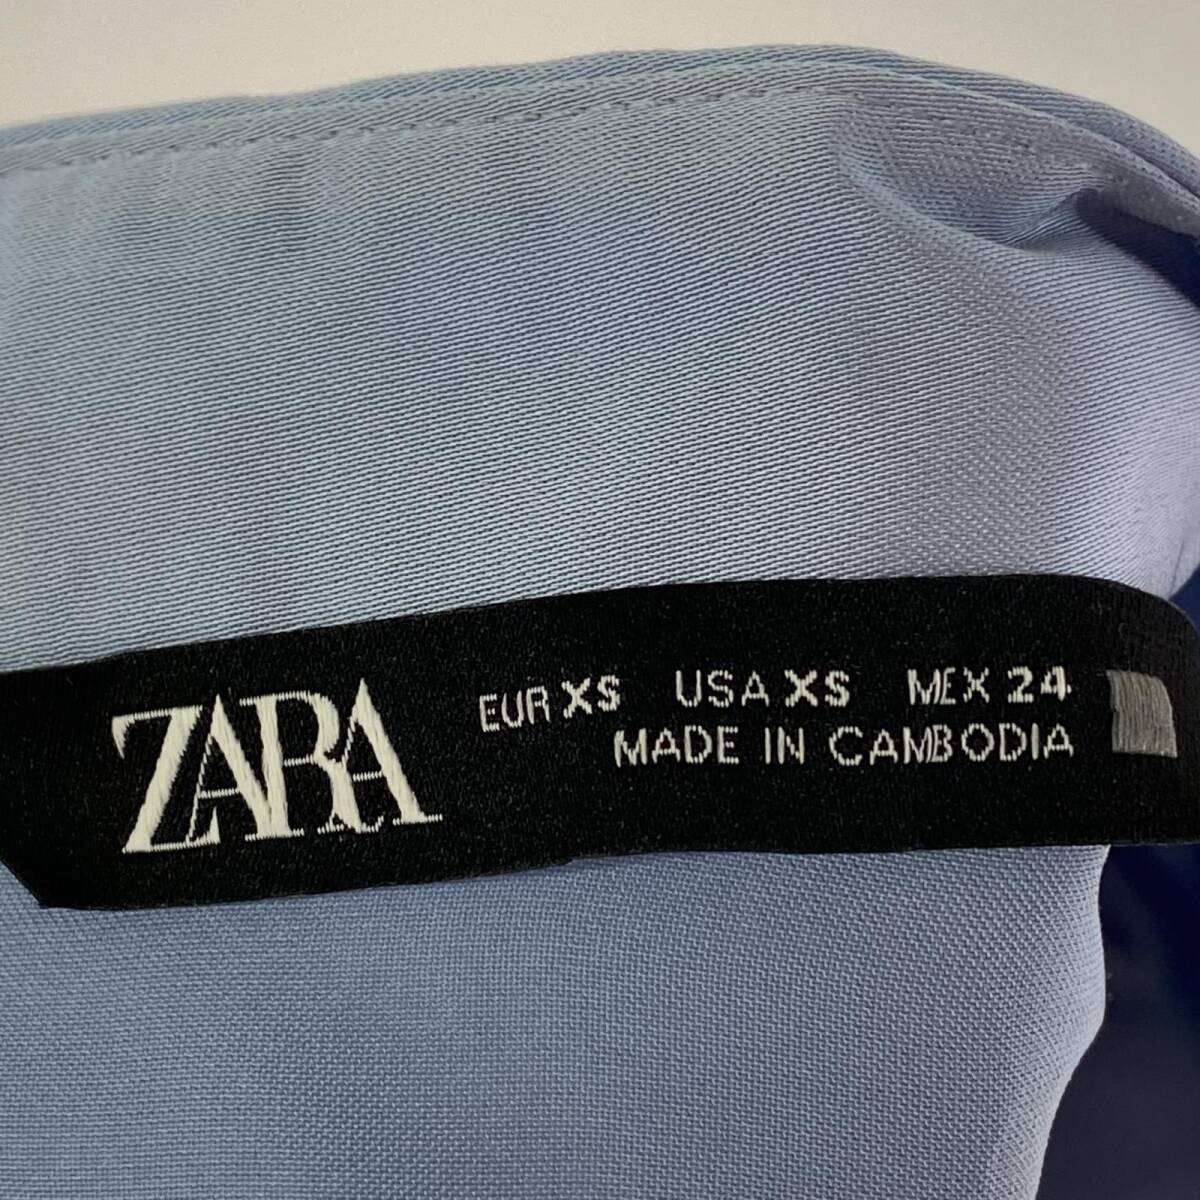 ZARA
EUR XS USA XS MEX 24
MADE IN CAMBODIA